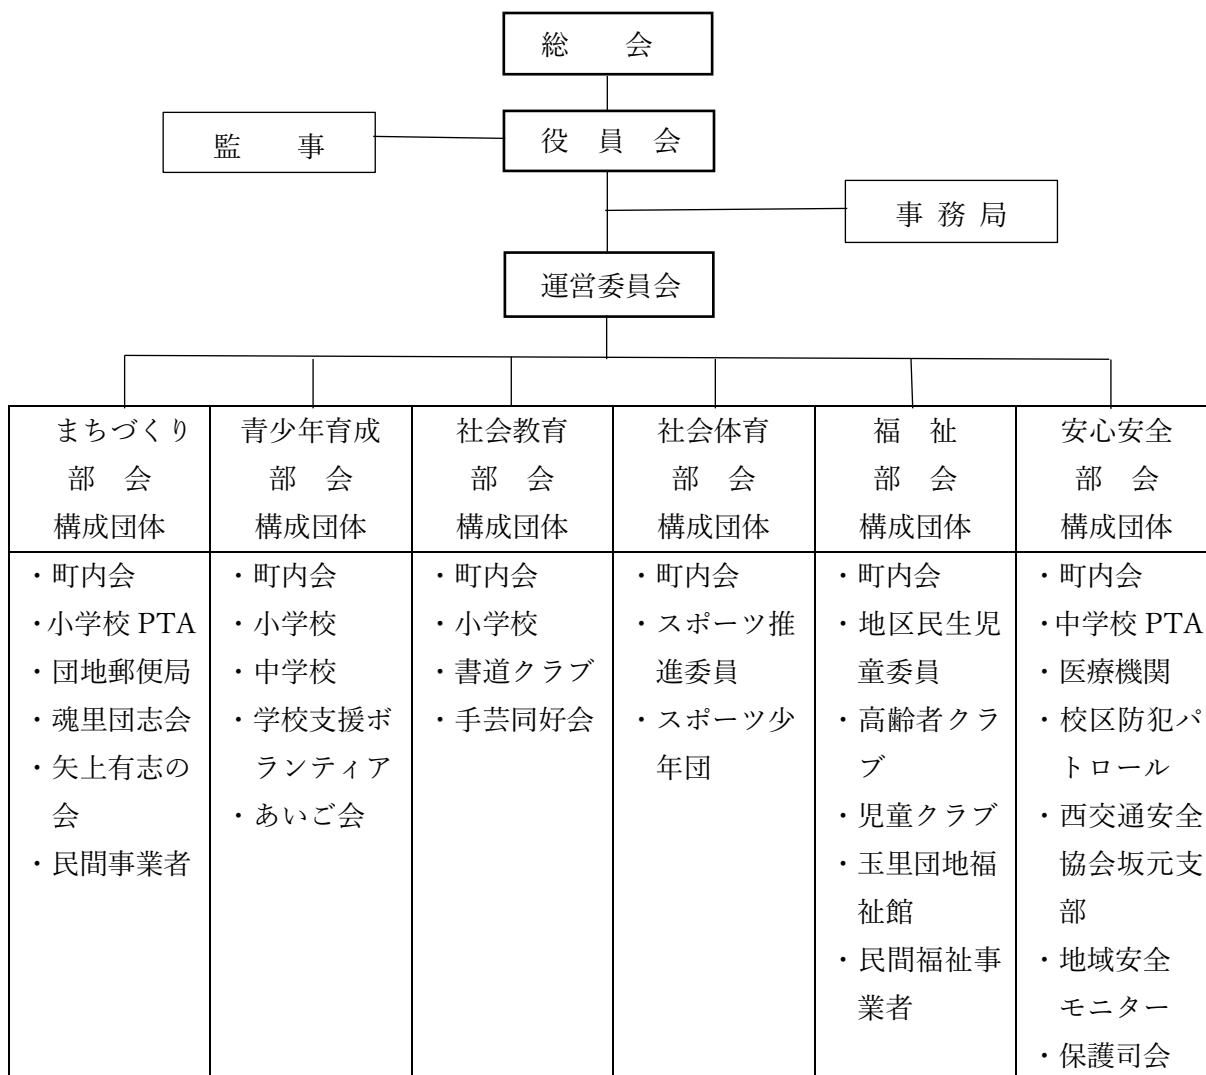 総　会
役 員 会
監　事
事 務 局
運営委員会
まちづくり
部　会
構成団体
・町内会
・小学校 PTA
・団地郵便局
・魂里団志会
・矢上有志の
会
・民間事業者
青少年育成
部　会
構成団体
・町内会
・小学校
・中学校
・学校支援ボ
ランティア
・あいご会
社会教育
部　会
構成団体
・町内会
・小学校
・書道クラブ
・手芸同好会
社会体育
部　会
構成団体
・町内会
・スポーツ推
進委員
・スポーツ少
年団
福　祉
部　会
構成団体
・町内会
・地区民生児
童委員
・高齢者クラ
ブ
・児童クラブ
・玉里団地福
祉館
・民間福祉事
業者
安心安全
部　会
構成団体
・町内会
・中学校 PTA
・医療機関
・校区防犯パ
トロール
・西交通安全
協会坂元支
部
・地域安全
モニター
・保護司会